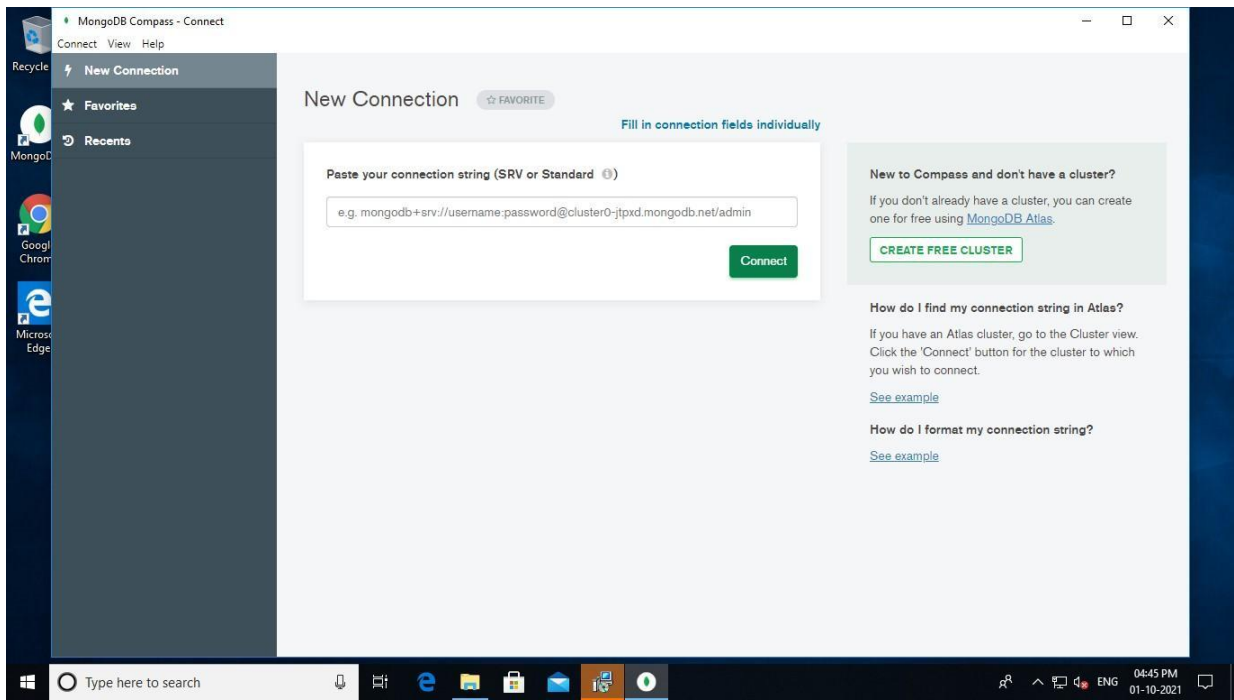 MongoDB Compass - Connect
Connect View Help
Recycle
MongoD
Googl
Chrom
Micros
Edge
New Connection
Favorites
Recents
New Connection
FAVORITE
Fill in connection fields individually
Paste your connection string (SRV or Standard)
e.g. mongodb+srv://username:password@cluster0-jtpxd.mongodb.net/admin
Connect
New to Compass and don't have a cluster?
If you don't already have a cluster, you can create
one for free using MongoDB Atlas.
CREATE FREE CLUSTER
How do I find my connection string in Atlas?
If you have an Atlas cluster, go to the Cluster view.
Click the 'Connect' button for the cluster to which
you wish to connect.
See example
How do I format my connection string?
See example
Type here to search
ENG
04:45 PM
01-10-2021